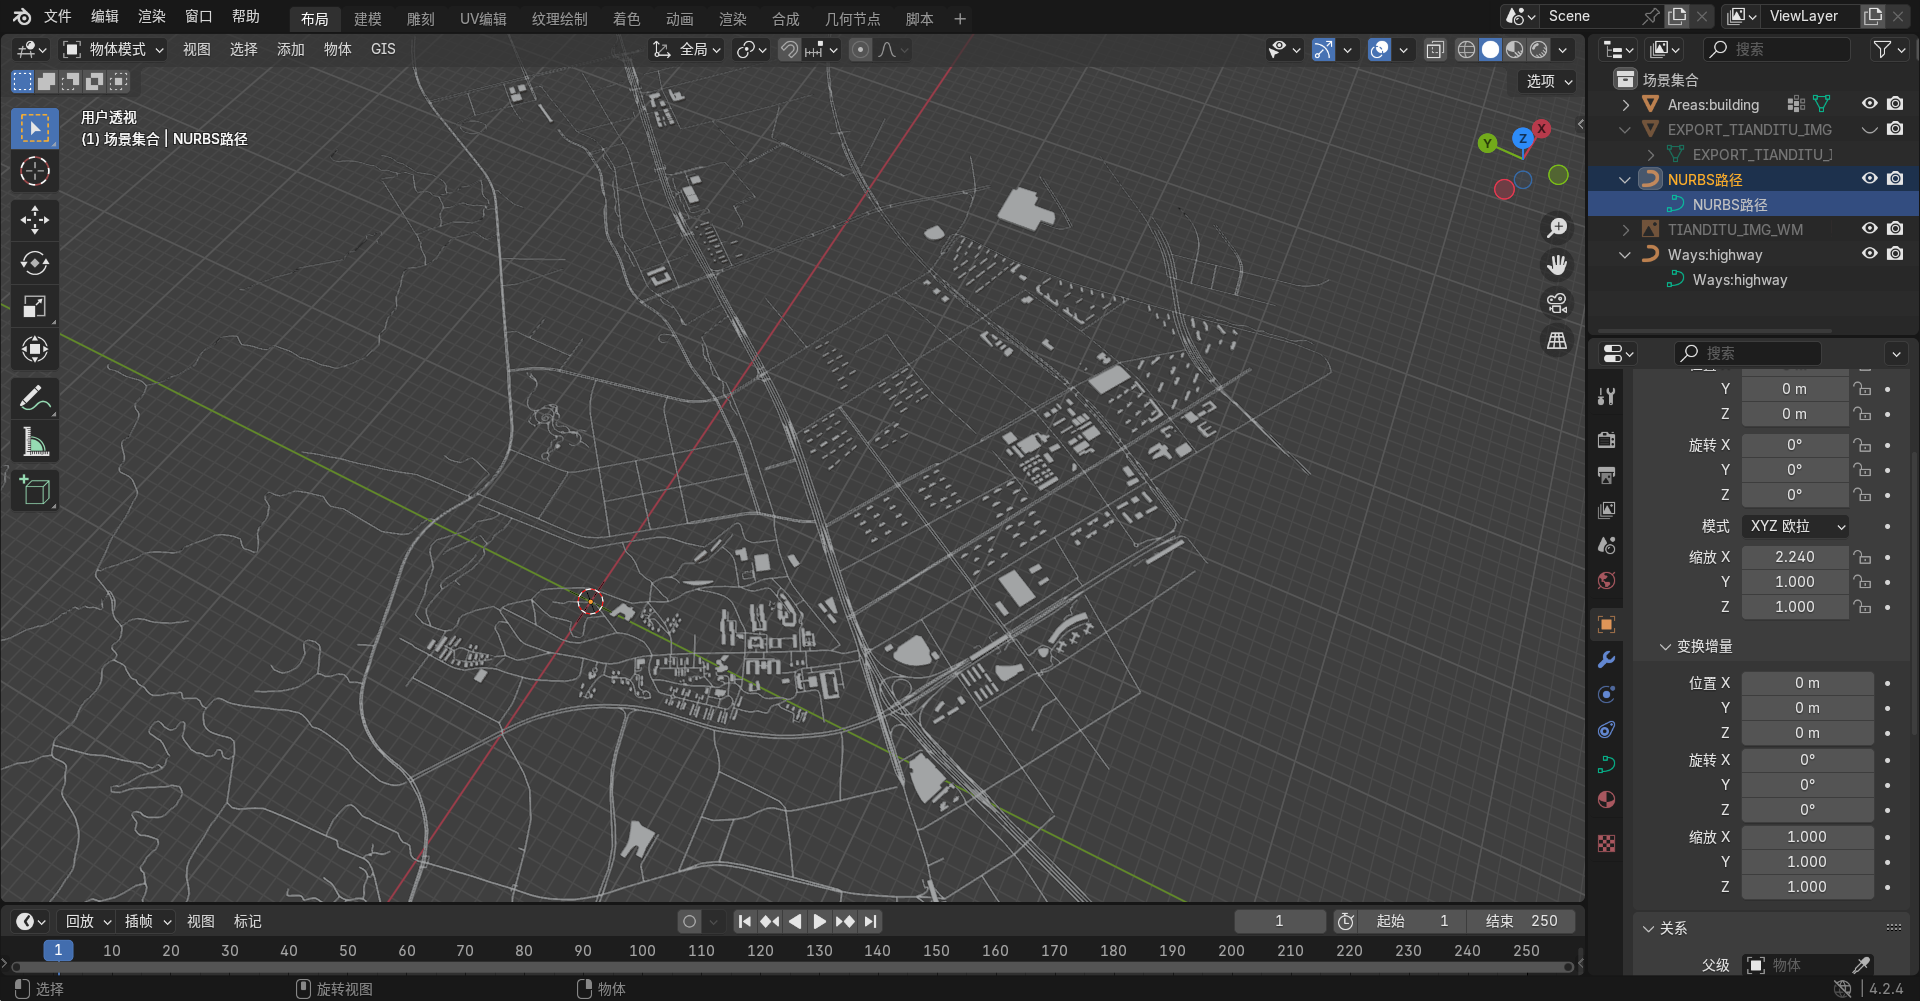 文件 编辑 渲染 窗口 帮助 布局 建模 雕刻 UV编辑 纹理绘制 着色 动画 渲染 合成 几何节点 脚本 + Scene ViewLayer
物体模式 视图 选择 添加 物体 GIS 全局 搜索
选项
用户透视
(1) 场景集合 | NURBS路径
X
Y
Z
场景集合
Areas:building
EXPORT_TIANDITU_IMG
EXPORT_TIANDITU_
NURBS路径
NURBS路径
TIANDITU_IMG_WM
Ways:highway
Ways:highway
搜索
Y 0 m
Z 0 m
旋转 X 0°
Y 0°
Z 0°
模式 XYZ 欧拉
缩放 X 2.240
Y 1.000
Z 1.000
变换增量
位置 X 0 m
Y 0 m
Z 0 m
旋转 X 0°
Y 0°
Z 0°
缩放 X 1.000
Y 1.000
Z 1.000
关系
父级 物体
回放 插帧 视图 标记 1 起始 1 结束 250
1 10 20 30 40 50 60 70 80 90 100 110 120 130 140 150 160 170 180 190 200 210 220 230 240 250
选择 旋转视图 物体 4.2.4